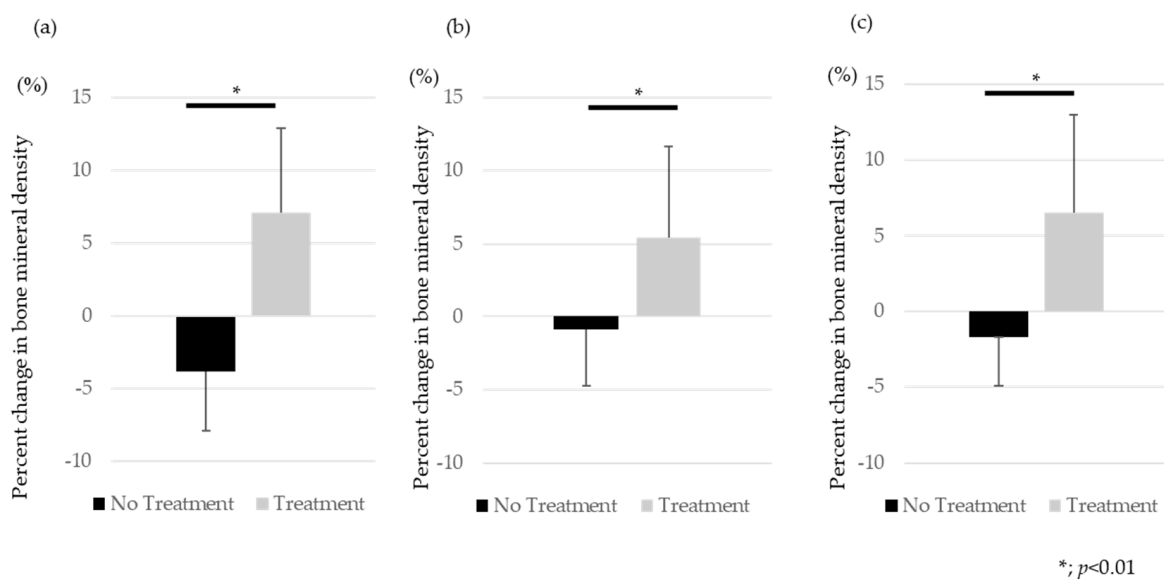 (a)
(%)
Percent change in bone mineral density
15
10
5
0
-5
-10
*
No Treatment
Treatment
(b)
(%)
Percent change in bone mineral density
15
10
5
0
-5
-10
*
No Treatment
Treatment
(c)
(%)
Percent change in bone mineral density
15
10
5
0
-5
-10
*
No Treatment
Treatment
*; p<0.01